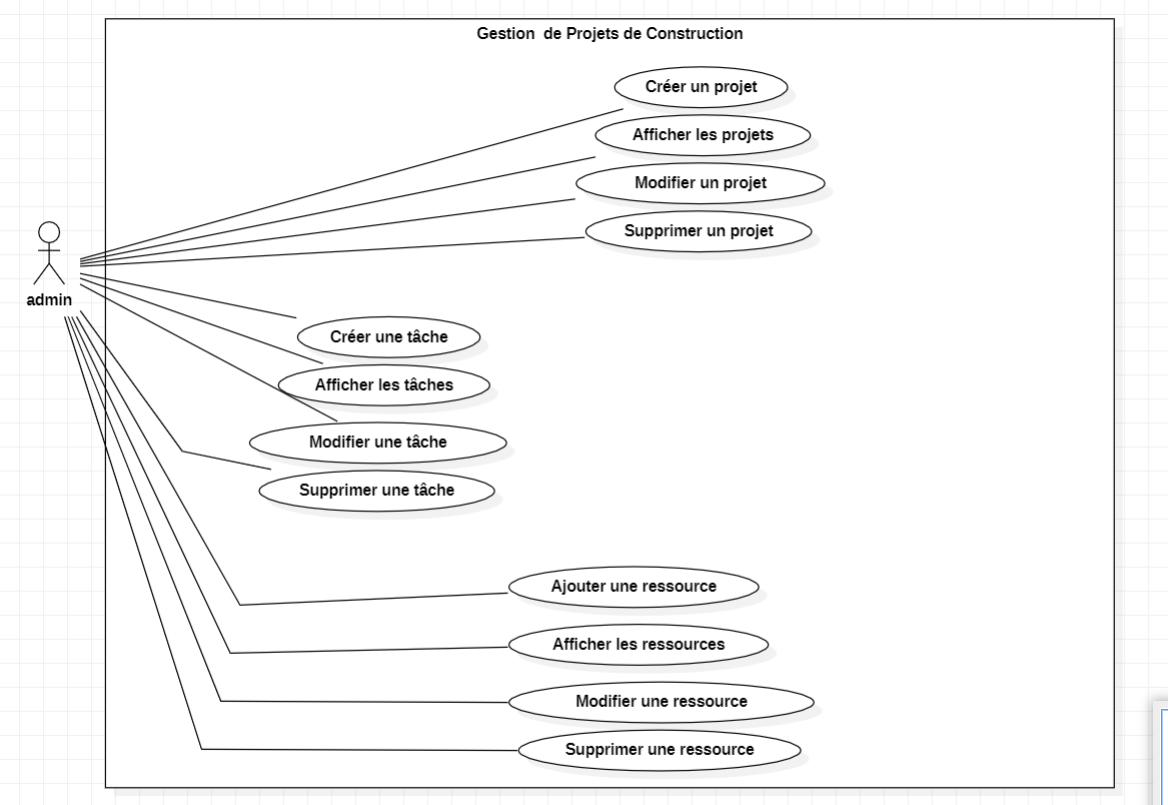 Gestion  de Projets de Construction
Créer un projet
Afficher les projets
Modifier un projet
Supprimer un projet
admin
Créer une tâche
Afficher les tâches
Modifier une tâche
Supprimer une tâche
Ajouter une ressource
Afficher les ressources
Modifier une ressource
Supprimer une ressource